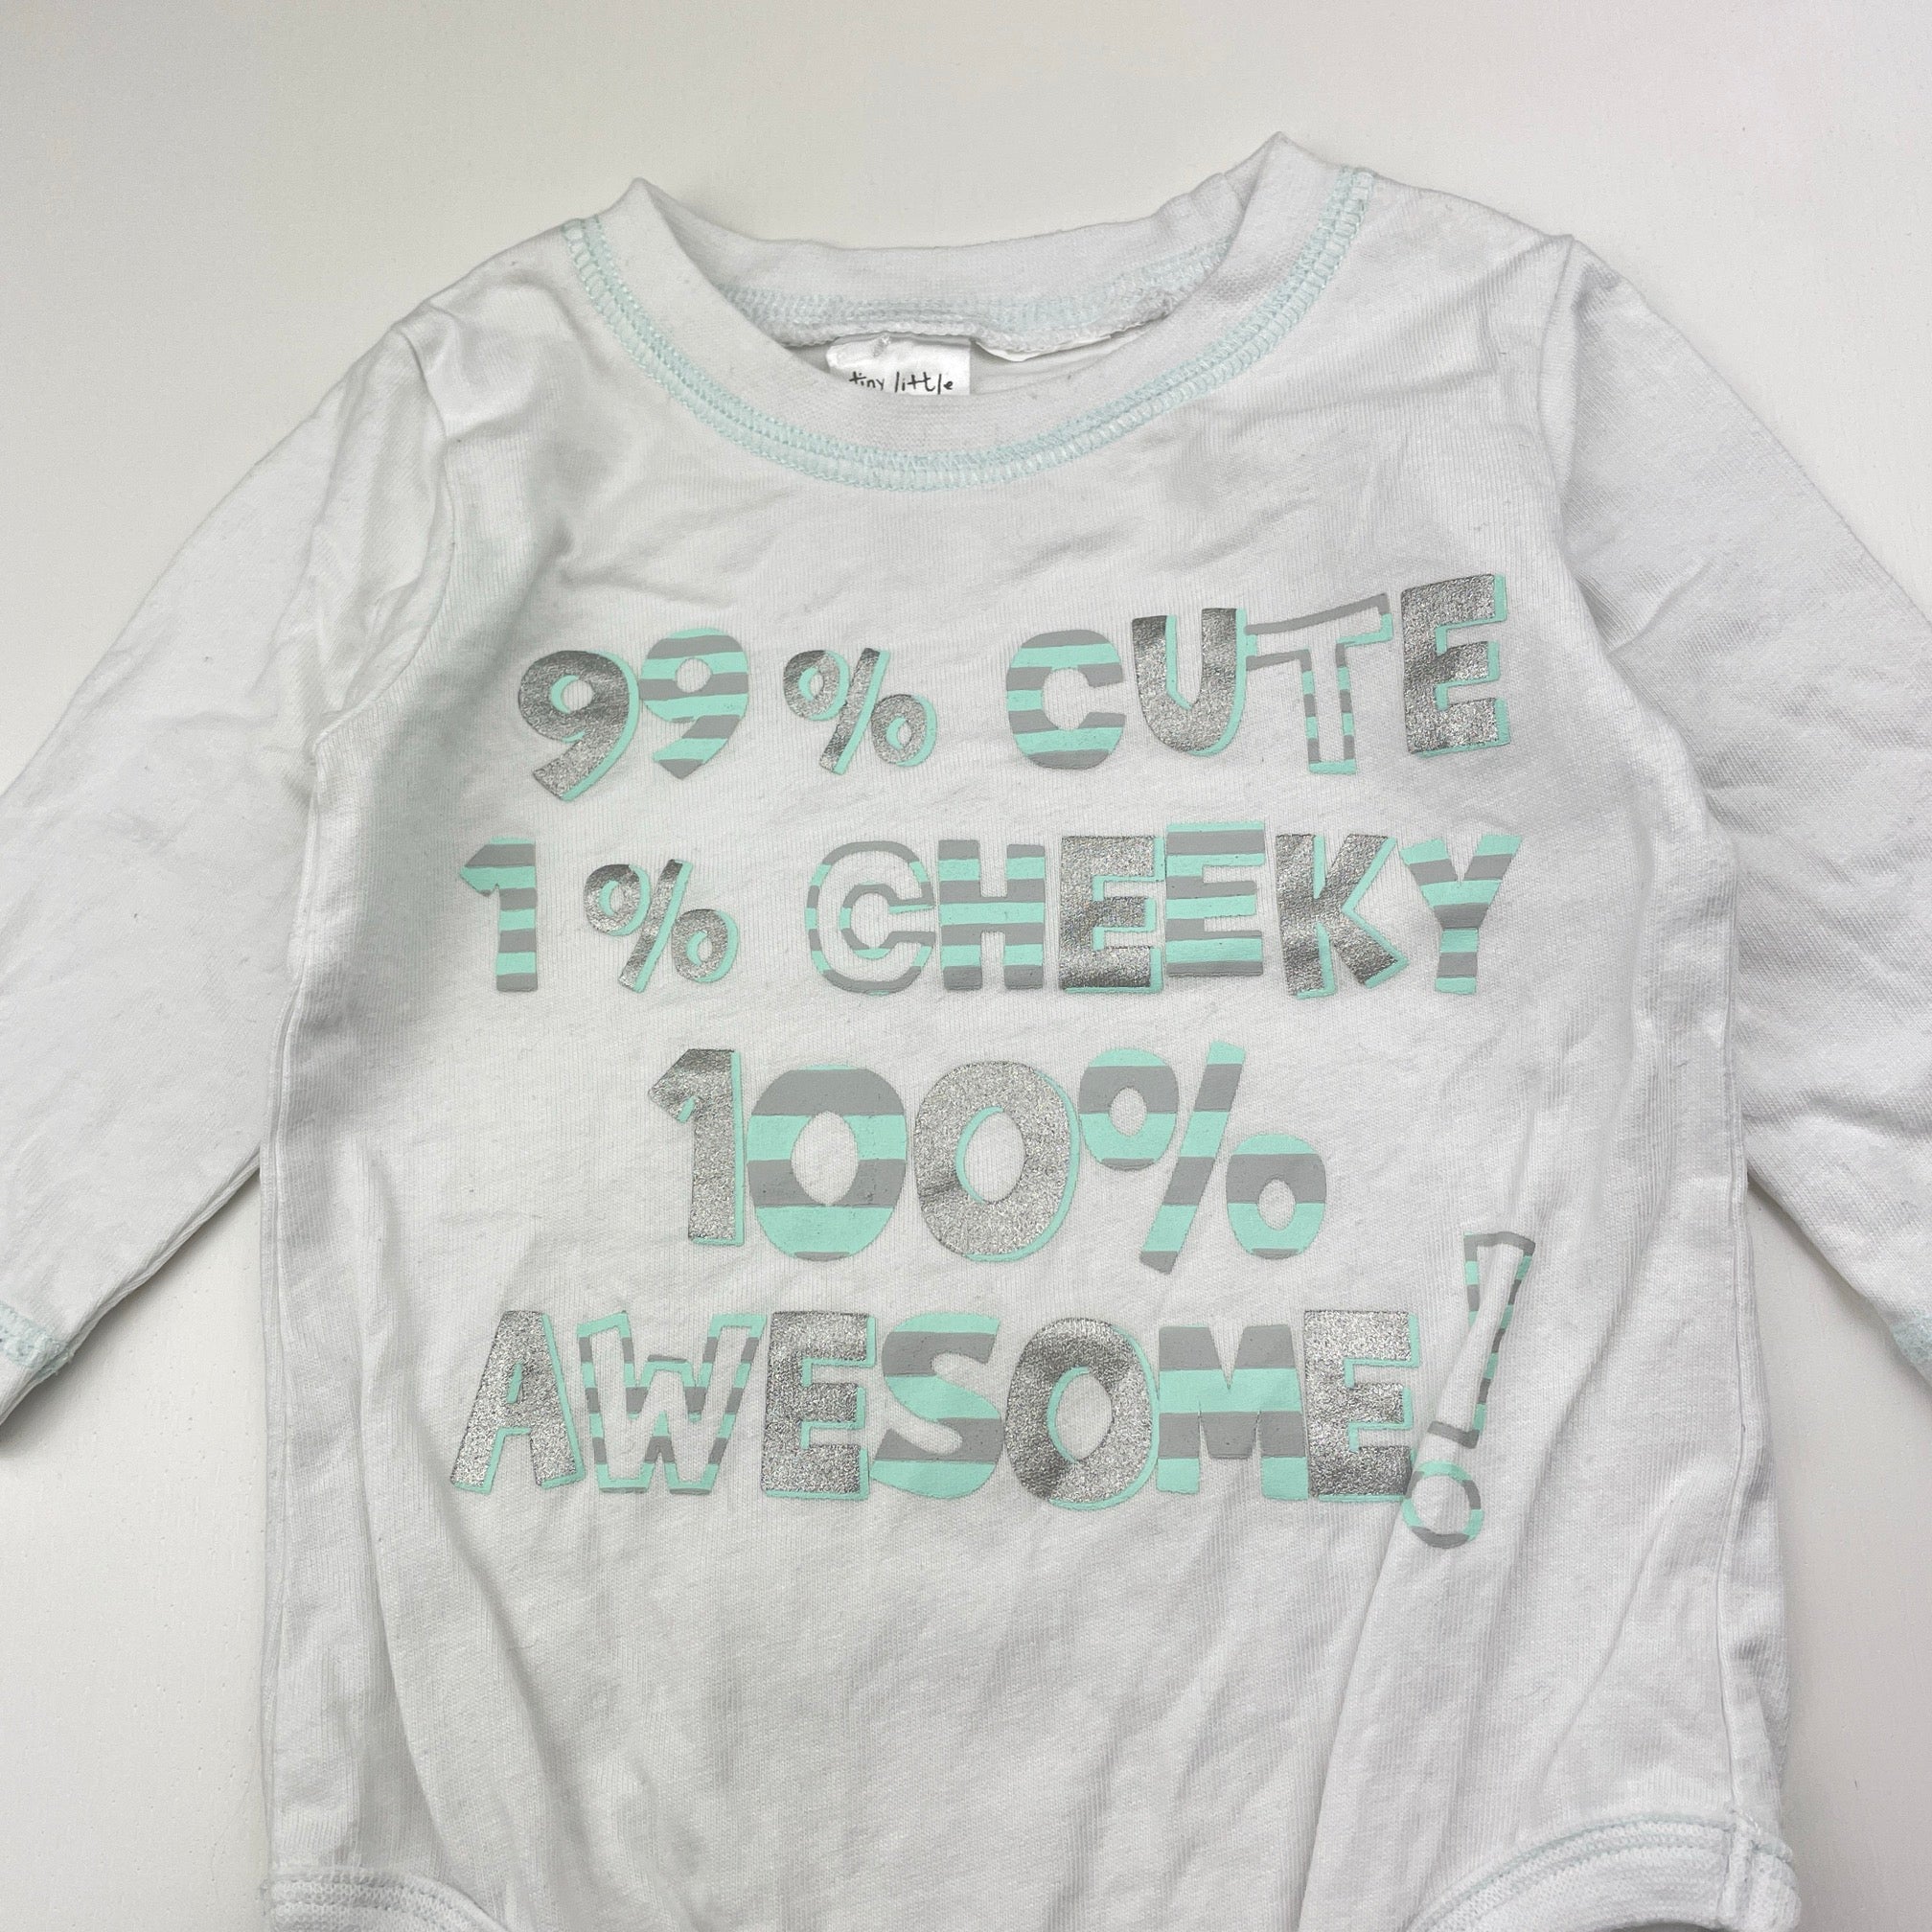 tiny little
99% CUTE
1% CHEEKY
100%
AWESOME!